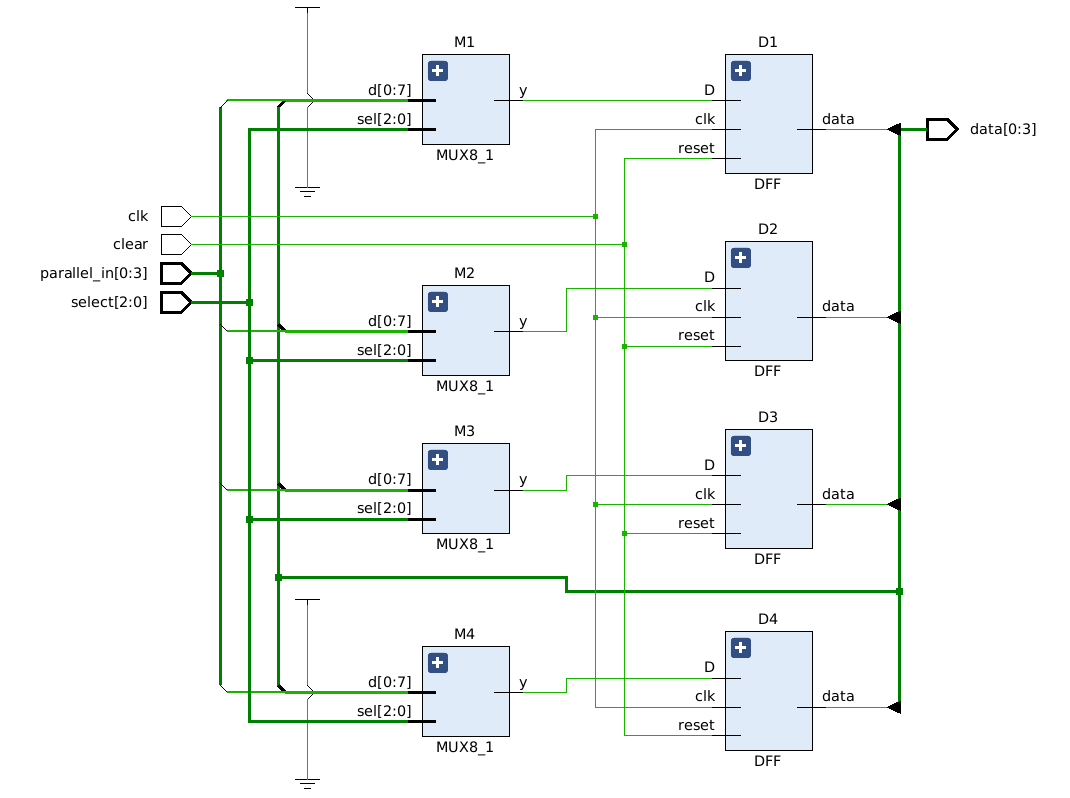 M1
d[0:7]
sel[2:0]
y
MUX8_1
D1
D
clk
reset
data
DFF
data[0:3]
clk
clear
parallel_in[0:3]
select[2:0]
M2
d[0:7]
sel[2:0]
y
MUX8_1
D2
D
clk
reset
data
DFF
M3
d[0:7]
sel[2:0]
y
MUX8_1
D3
D
clk
reset
data
DFF
M4
d[0:7]
sel[2:0]
y
MUX8_1
D4
D
clk
reset
data
DFF